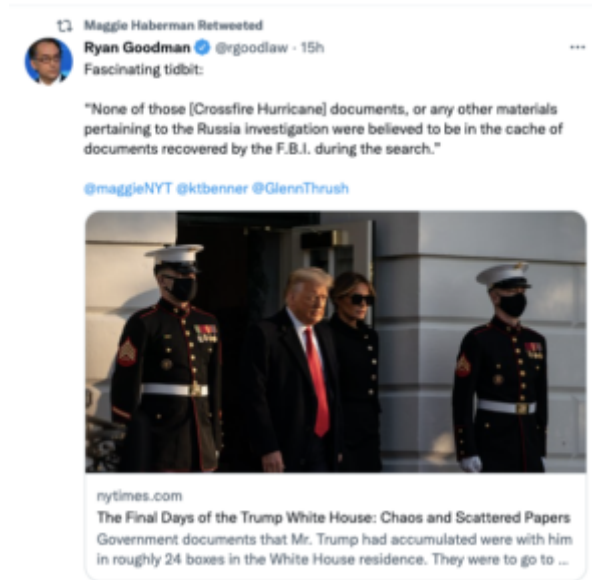 Maggie Haberman Retweeted
Ryan Goodman @rgoodlaw · 15h
Fascinating tidbit:
"None of those [Crossfire Hurricane] documents, or any other materials
pertaining to the Russia investigation were believed to be in the cache of
documents recovered by the F.B.I. during the search."
@maggieNYT @ktbenner @GlennThrush
nytimes.com
The Final Days of the Trump White House: Chaos and Scattered Papers
Government documents that Mr. Trump had accumulated were with him
in roughly 24 boxes in the White House residence. They were to go to ...